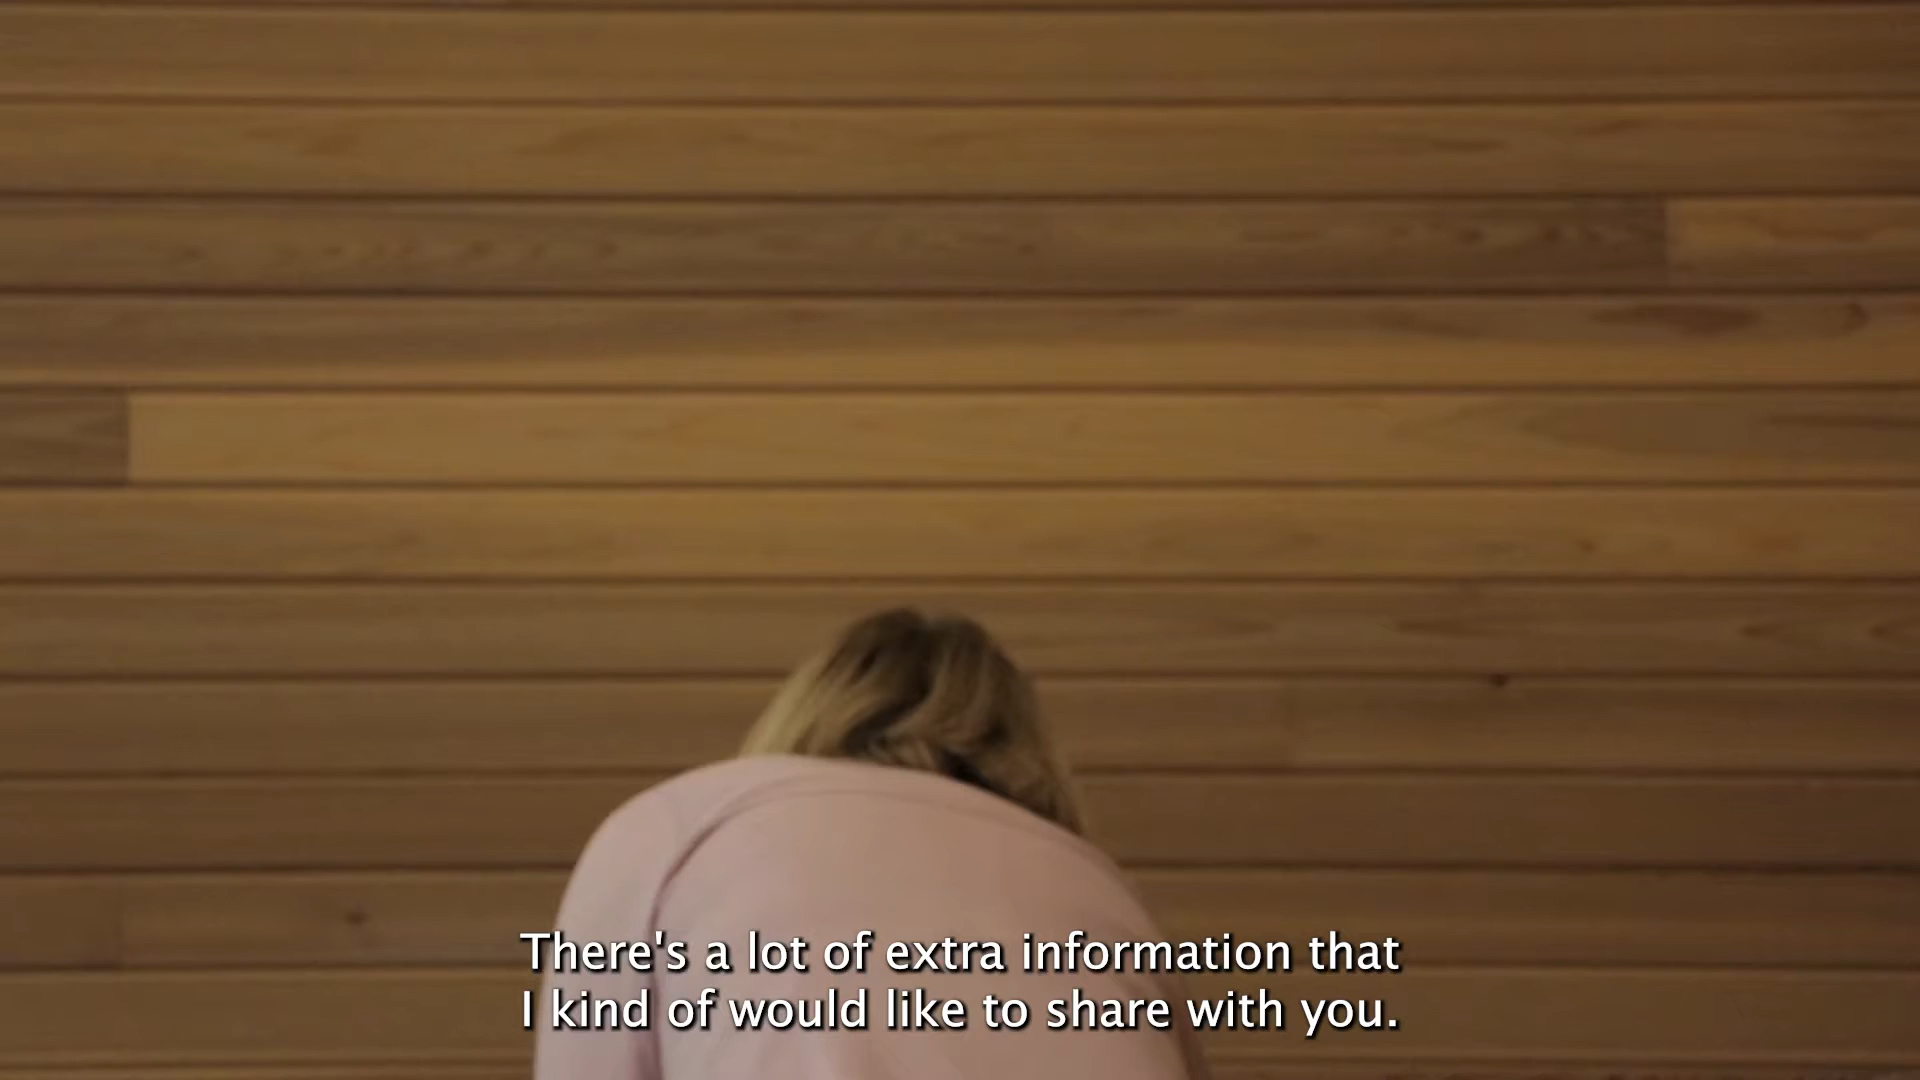 There's a lot of extra information that
I kind of would like to share with you.